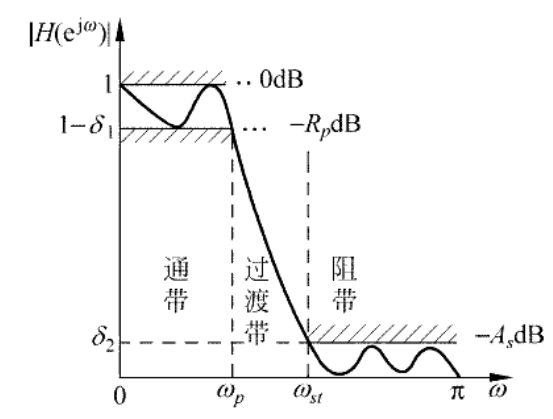 |H(e^{jω})|
1 ‥ 0dB
1−δ₁ … −R_p dB
通带 过渡带 阻带
δ₂ −A_s dB
0 ω_p ω_st π ω